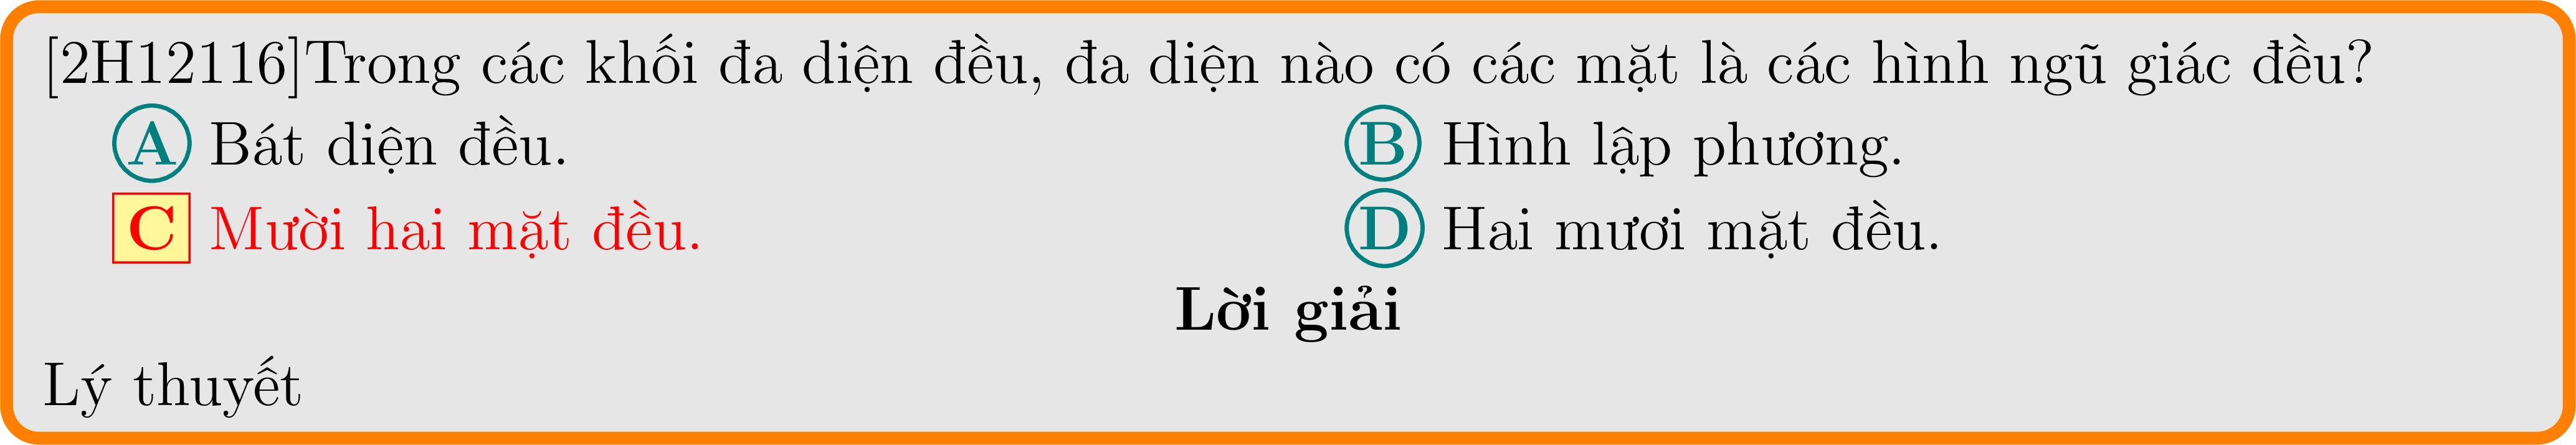 [2H12116]Trong các khối đa diện đều, đa diện nào có các mặt là các hình ngũ giác đều?
A Bát diện đều.
B Hình lập phương.
C Mười hai mặt đều.
D Hai mươi mặt đều.
Lời giải
Lý thuyết